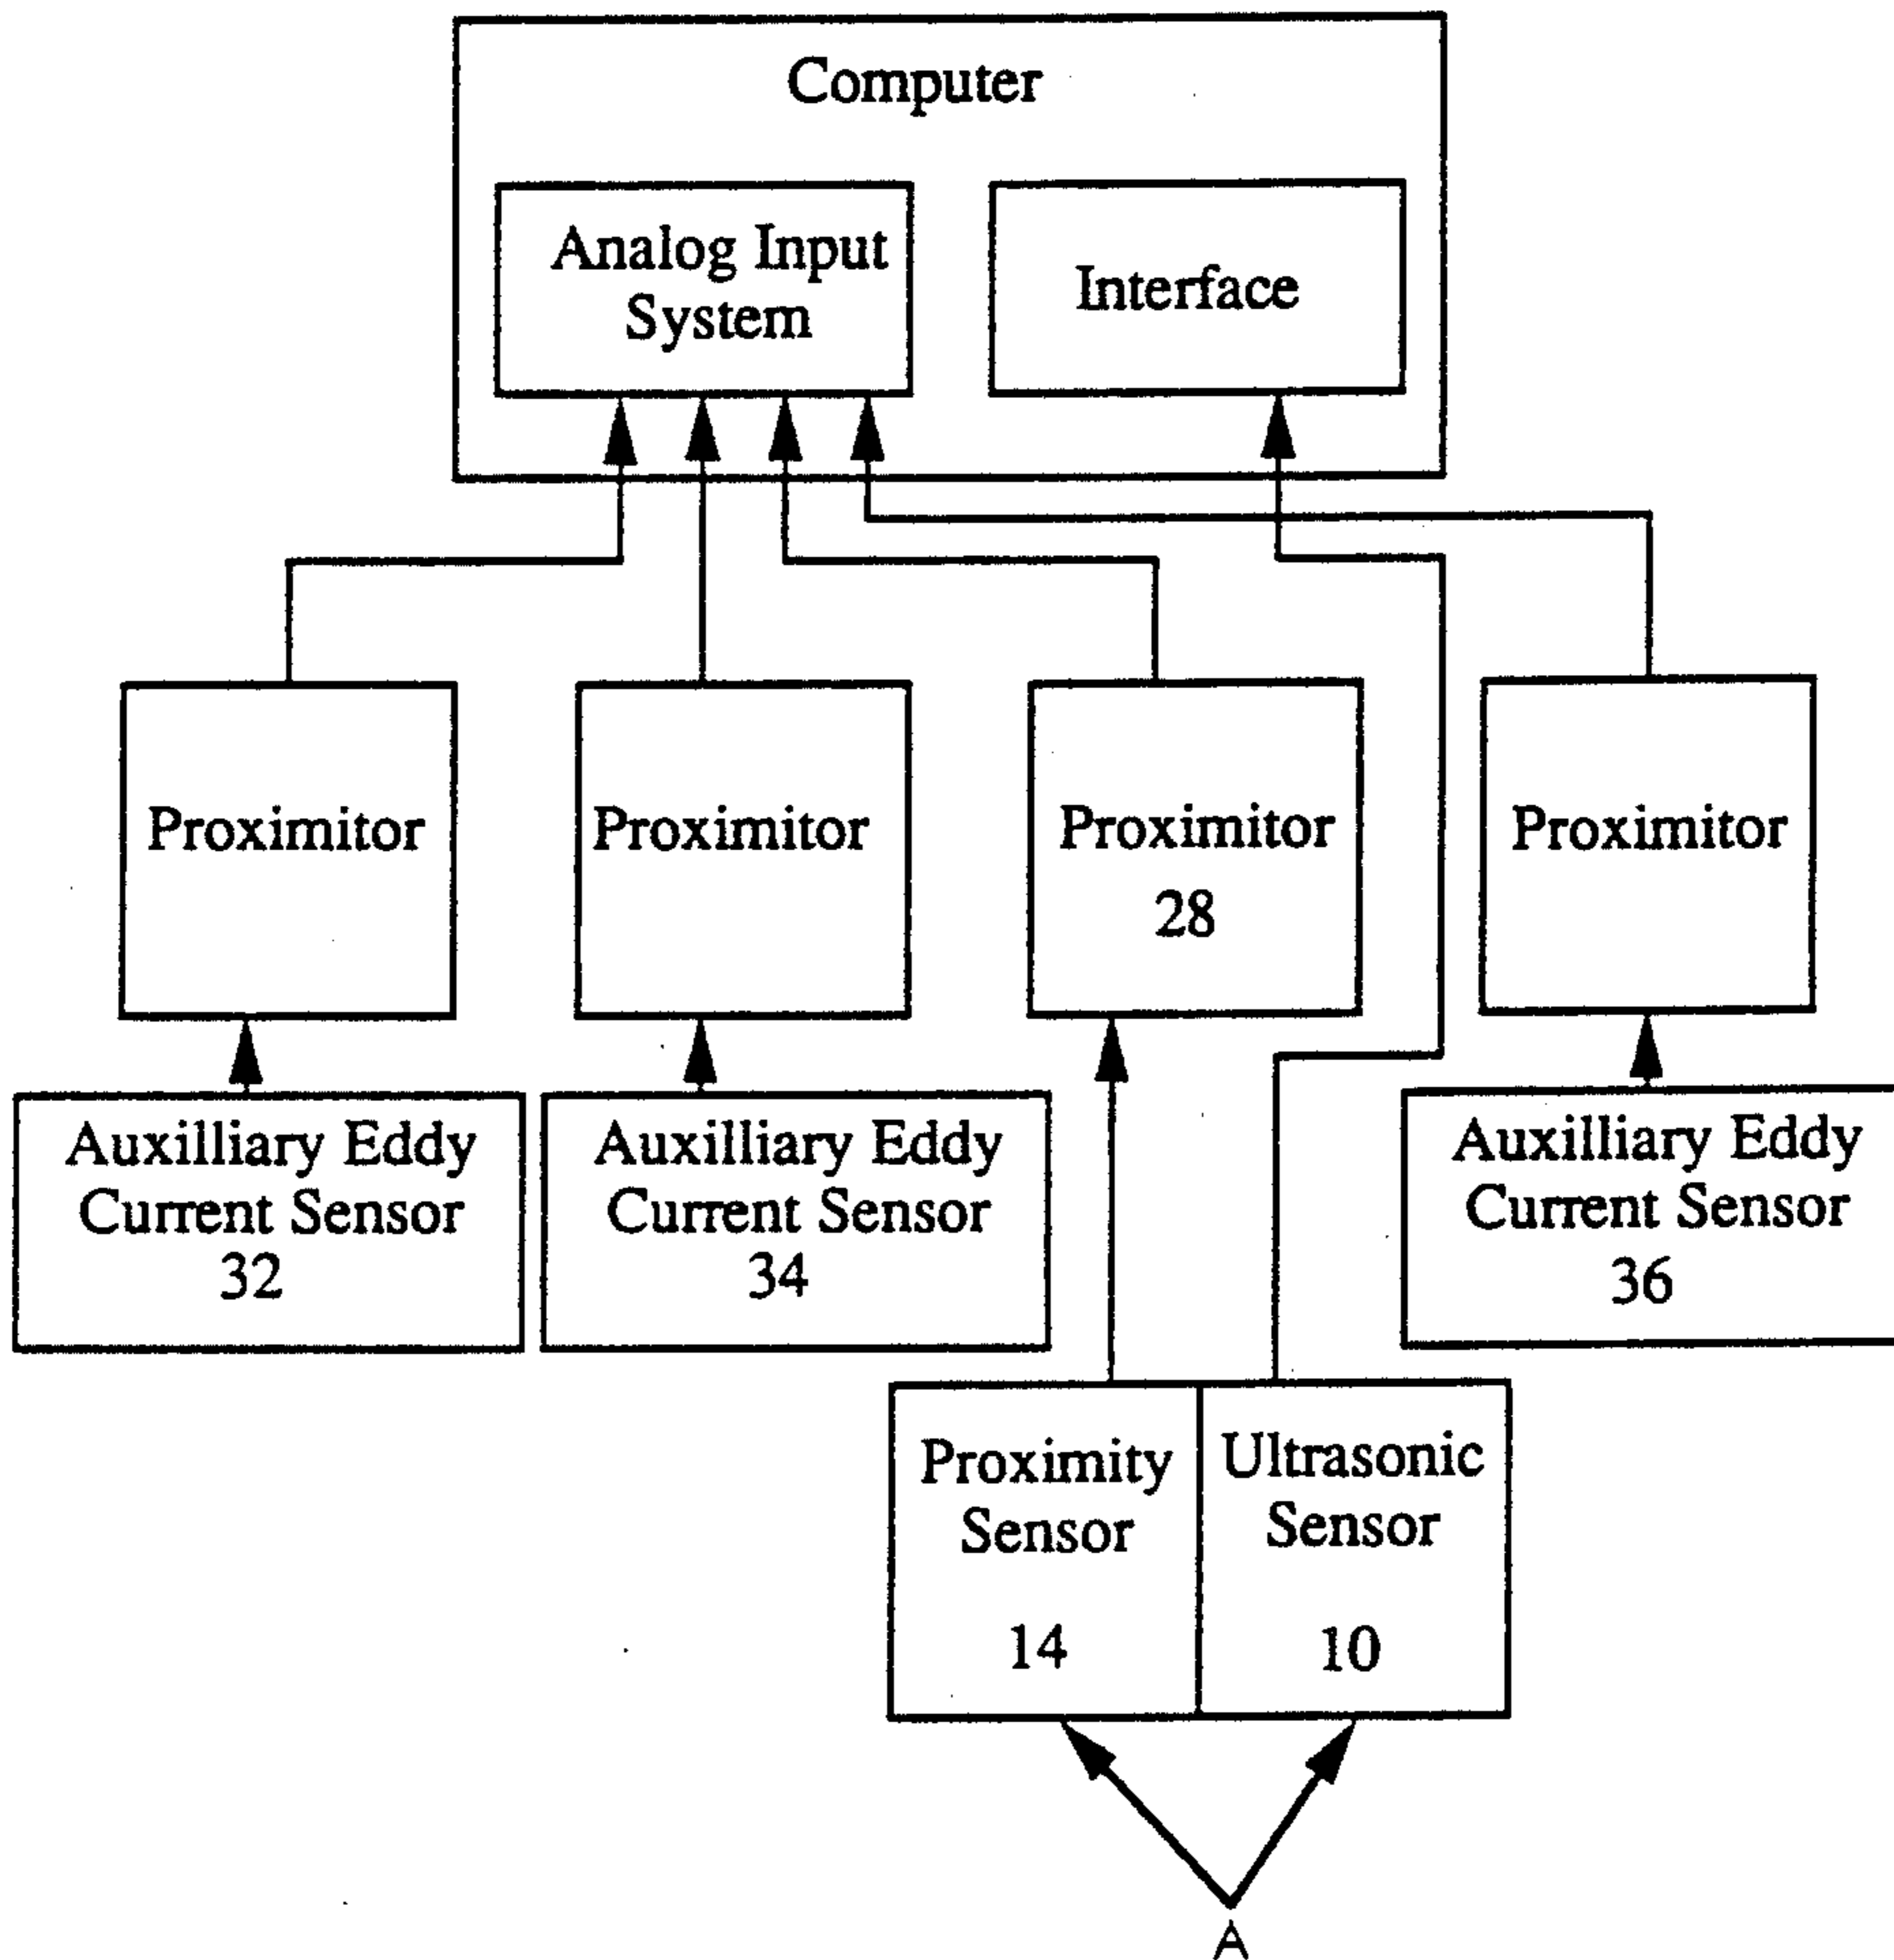 Computer
Analog Input
System
Interface
Proximitor
Proximitor
Proximitor
28
Proximitor
Auxilliary Eddy
Current Sensor
32
Auxilliary Eddy
Current Sensor
34
Auxilliary Eddy
Current Sensor
36
Proximity
Sensor
14
Ultrasonic
Sensor
10
A